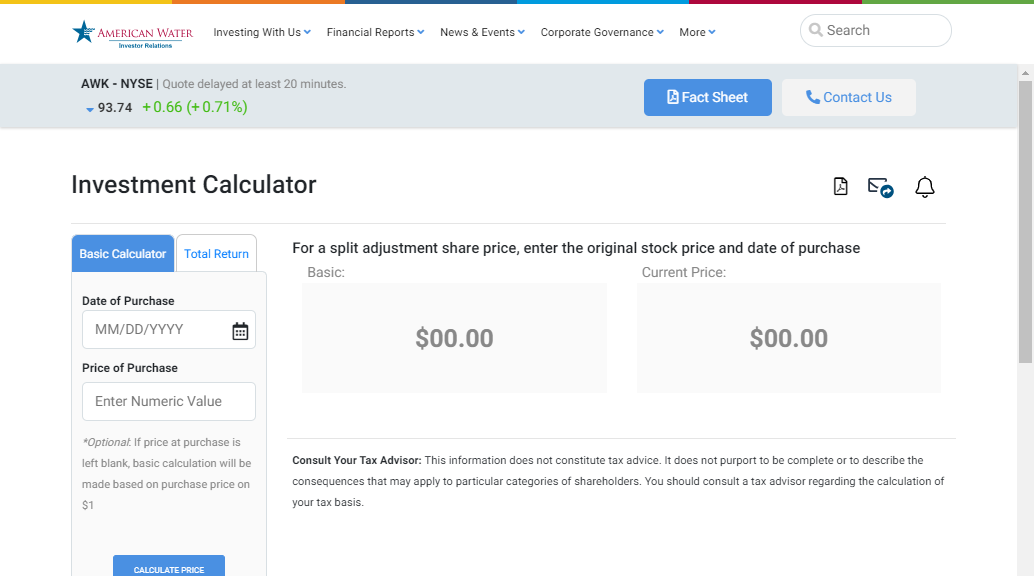 AMERICAN WATER
Investor Relations
Investing With Us
Financial Reports
News & Events
Corporate Governance
More
Search
AWK - NYSE | Quote delayed at least 20 minutes.
93.74 +0.66 (+0.71%)
Fact Sheet
Contact Us
Investment Calculator
Basic Calculator
Total Return
Date of Purchase
MM/DD/YYYY
Price of Purchase
Enter Numeric Value
*Optional: If price at purchase is
left blank, basic calculation will be
made based on purchase price on
$1
CALCULATE PRICE
For a split adjustment share price, enter the original stock price and date of purchase
Basic:
$00.00
Current Price:
$00.00
Consult Your Tax Advisor: This information does not constitute tax advice. It does not purport to be complete or to describe the
consequences that may apply to particular categories of shareholders. You should consult a tax advisor regarding the calculation of
your tax basis.